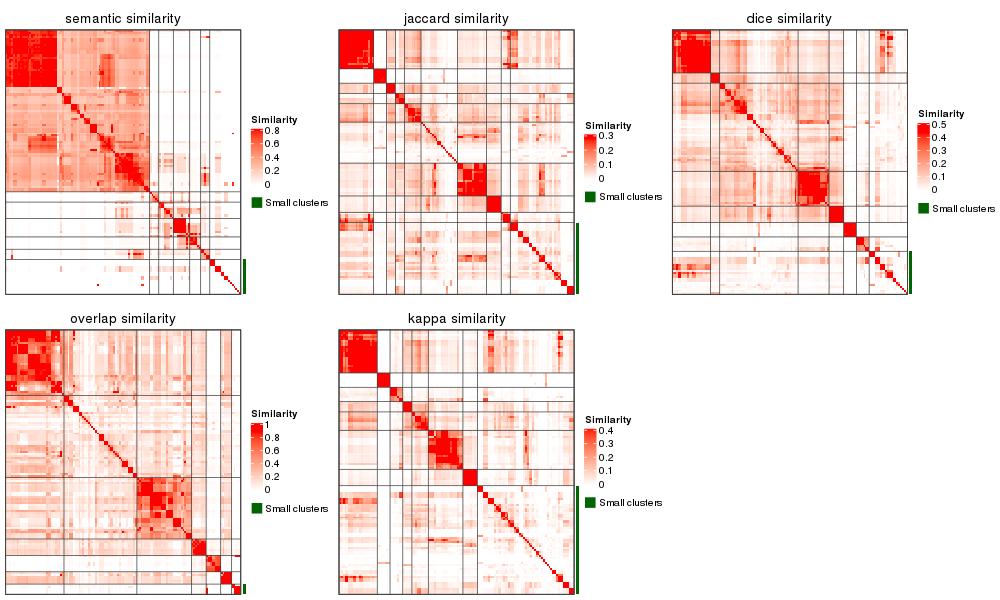 semantic similarity
Similarity
0.8
0.6
0.4
0.2
0
Small clusters
jaccard similarity
Similarity
0.3
0.2
0.1
0
Small clusters
dice similarity
Similarity
0.5
0.4
0.3
0.2
0.1
0
Small clusters
overlap similarity
Similarity
1
0.8
0.6
0.4
0.2
0
Small clusters
kappa similarity
Similarity
0.4
0.3
0.2
0.1
0
Small clusters